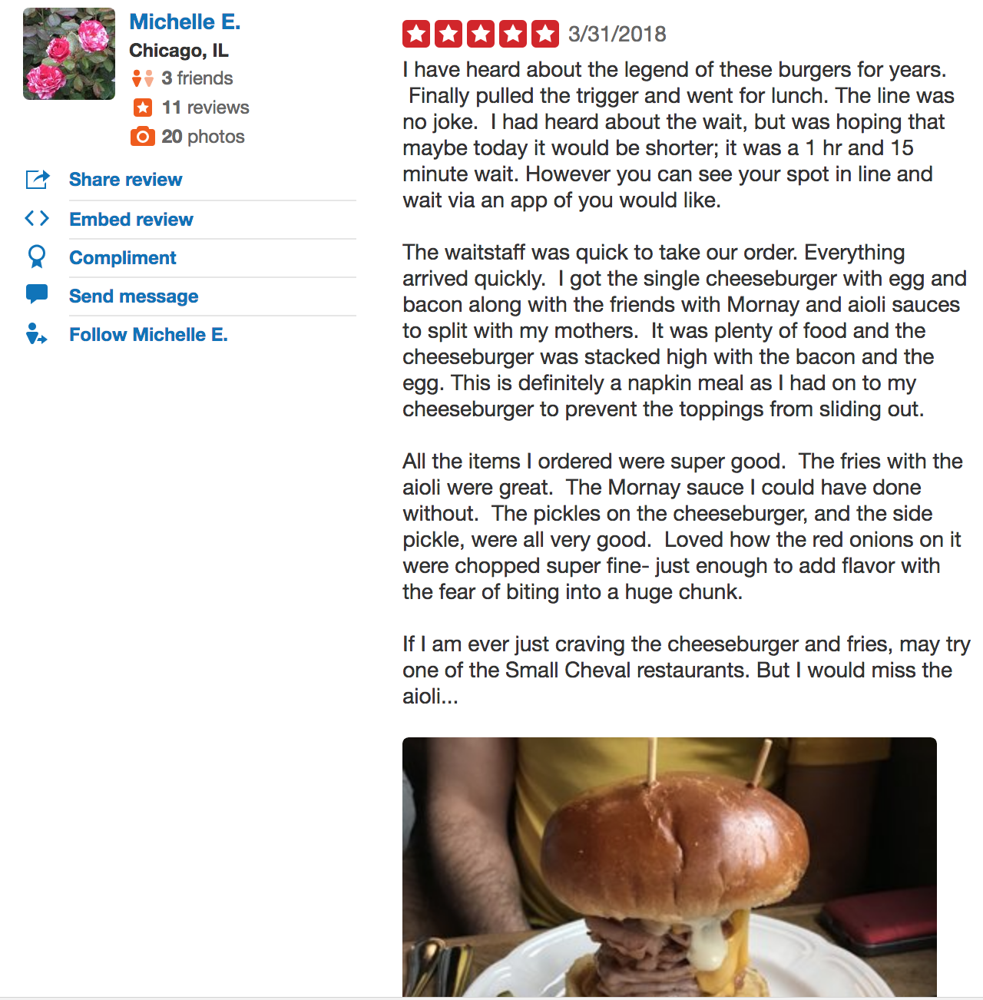 Michelle E.
Chicago, IL
3 friends
11 reviews
20 photos
Share review
Embed review
Compliment
Send message
Follow Michelle E.
3/31/2018
I have heard about the legend of these burgers for years.
Finally pulled the trigger and went for lunch. The line was
no joke.  I had heard about the wait, but was hoping that
maybe today it would be shorter; it was a 1 hr and 15
minute wait. However you can see your spot in line and
wait via an app of you would like.
The waitstaff was quick to take our order. Everything
arrived quickly.  I got the single cheeseburger with egg and
bacon along with the friends with Mornay and aioli sauces
to split with my mothers.  It was plenty of food and the
cheeseburger was stacked high with the bacon and the
egg. This is definitely a napkin meal as I had on to my
cheeseburger to prevent the toppings from sliding out.
All the items I ordered were super good.  The fries with the
aioli were great.  The Mornay sauce I could have done
without.  The pickles on the cheeseburger, and the side
pickle, were all very good.  Loved how the red onions on it
were chopped super fine- just enough to add flavor with
the fear of biting into a huge chunk.
If I am ever just craving the cheeseburger and fries, may try
one of the Small Cheval restaurants. But I would miss the
aioli...